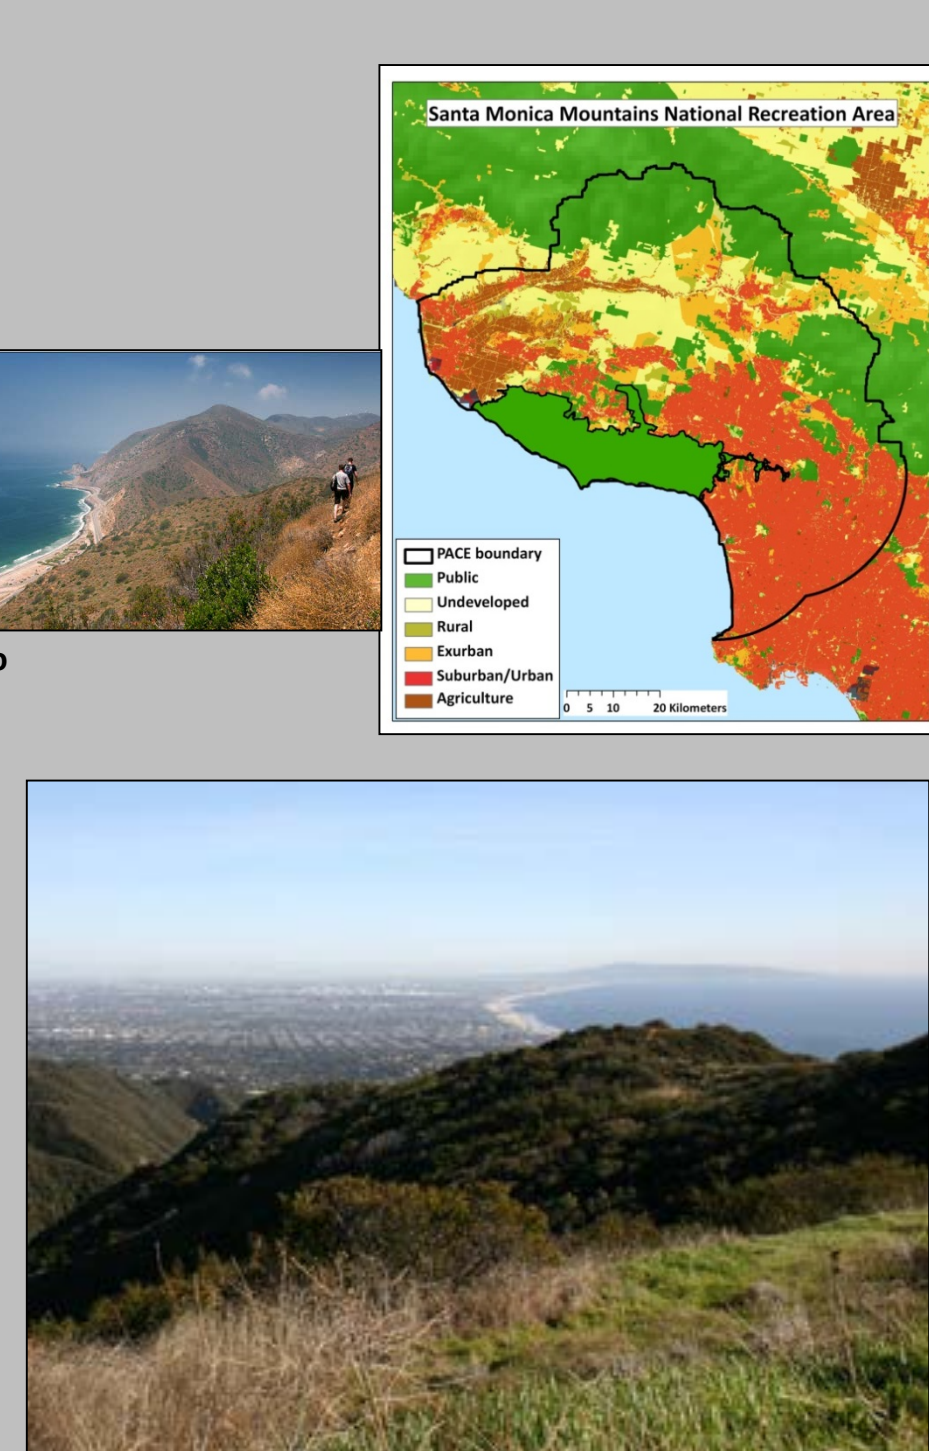 Santa Monica Mountains National Recreation Area
PACE boundary
Public
Undeveloped
Rural
Exurban
Suburban/Urban
Agriculture
0 5 10 20 Kilometers